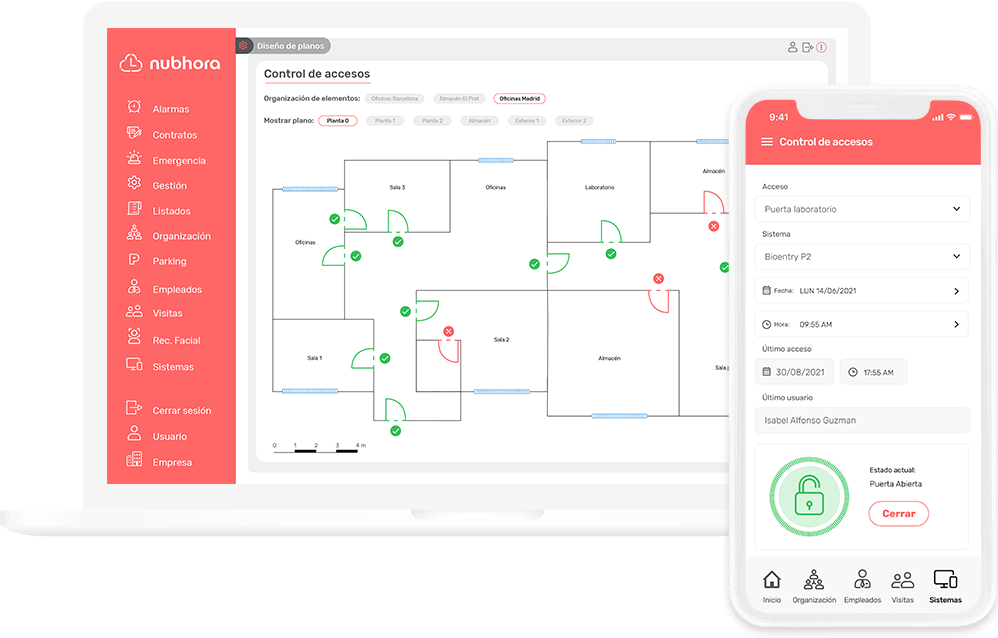 nubhora
Alarmas
Contratos
Emergencia
Gestión
Listados
Organización
Parking
Empleados
Visitas
Rec. Facial
Sistemas
Cerrar sesión
Usuario
Empresa
Diseño de planos
Control de accesos
Organización de elementos: Oficinas Barcelona Almacén El Prat Oficinas Madrid
Mostrar plano: Planta 0 Planta 1 Planta 2 Almacén Exterior 1 Exterior 2
Sala 3
Oficinas
Laboratorio
Almacén
Oficinas
Sala 1
Sala 2
Almacén
Sala
0 1 2 3 4 m
9:41
Control de accesos
Acceso
Puerta laboratorio
Sistema
Bioentry P2
Fecha: LUN 14/06/2021
Hora: 09:55 AM
Último acceso
30/08/2021 17:55 AM
Último usuario
Isabel Alfonso Guzman
Estado actual:
Puerta Abierta
Cerrar
Inicio Organización Empleados Visitas Sistemas